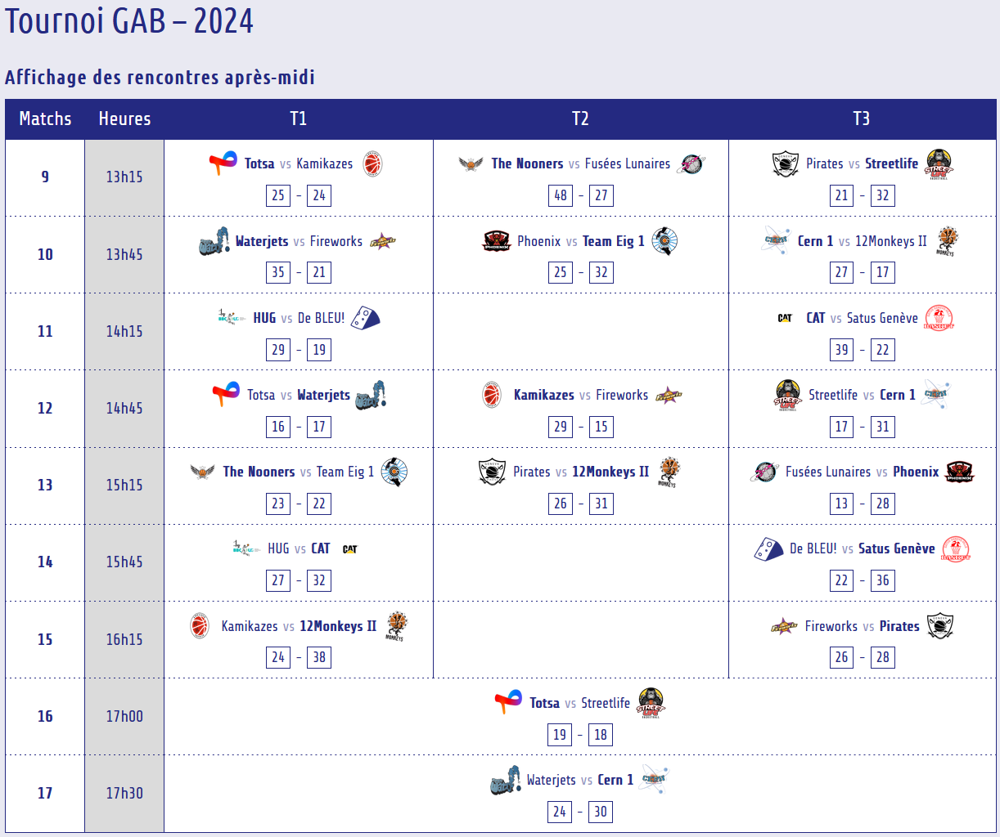 Tournoi GAB – 2024
Affichage des rencontres après-midi
Matchs Heures T1 T2 T3
9 13h15 Totsa vs Kamikazes The Nooners vs Fusées Lunaires Pirates vs Streetlife
25 - 24 48 - 27 21 - 32
10 13h45 Waterjets vs Fireworks Phoenix vs Team Eig 1 Cern 1 vs 12Monkeys II
35 - 21 25 - 32 27 - 17
11 14h15 HUG vs De BLEU! CAT vs Satus Genève
29 - 19 39 - 22
12 14h45 Totsa vs Waterjets Kamikazes vs Fireworks Streetlife vs Cern 1
16 - 17 29 - 15 17 - 31
13 15h15 The Nooners vs Team Eig 1 Pirates vs 12Monkeys II Fusées Lunaires vs Phoenix
23 - 22 26 - 31 13 - 28
14 15h45 HUG vs CAT De BLEU! vs Satus Genève
27 - 32 22 - 36
15 16h15 Kamikazes vs 12Monkeys II Fireworks vs Pirates
24 - 38 26 - 28
16 17h00 Totsa vs Streetlife
19 - 18
17 17h30 Waterjets vs Cern 1
24 - 30